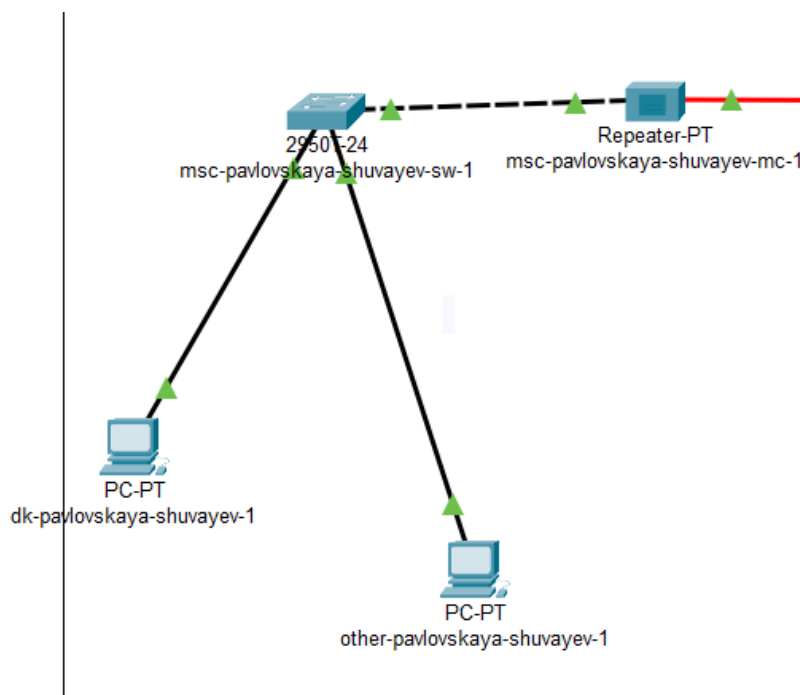 2950T-24
msc-pavlovskaya-shuvayev-sw-1
Repeater-PT
msc-pavlovskaya-shuvayev-mc-1
PC-PT
dk-pavlovskaya-shuvayev-1
PC-PT
other-pavlovskaya-shuvayev-1